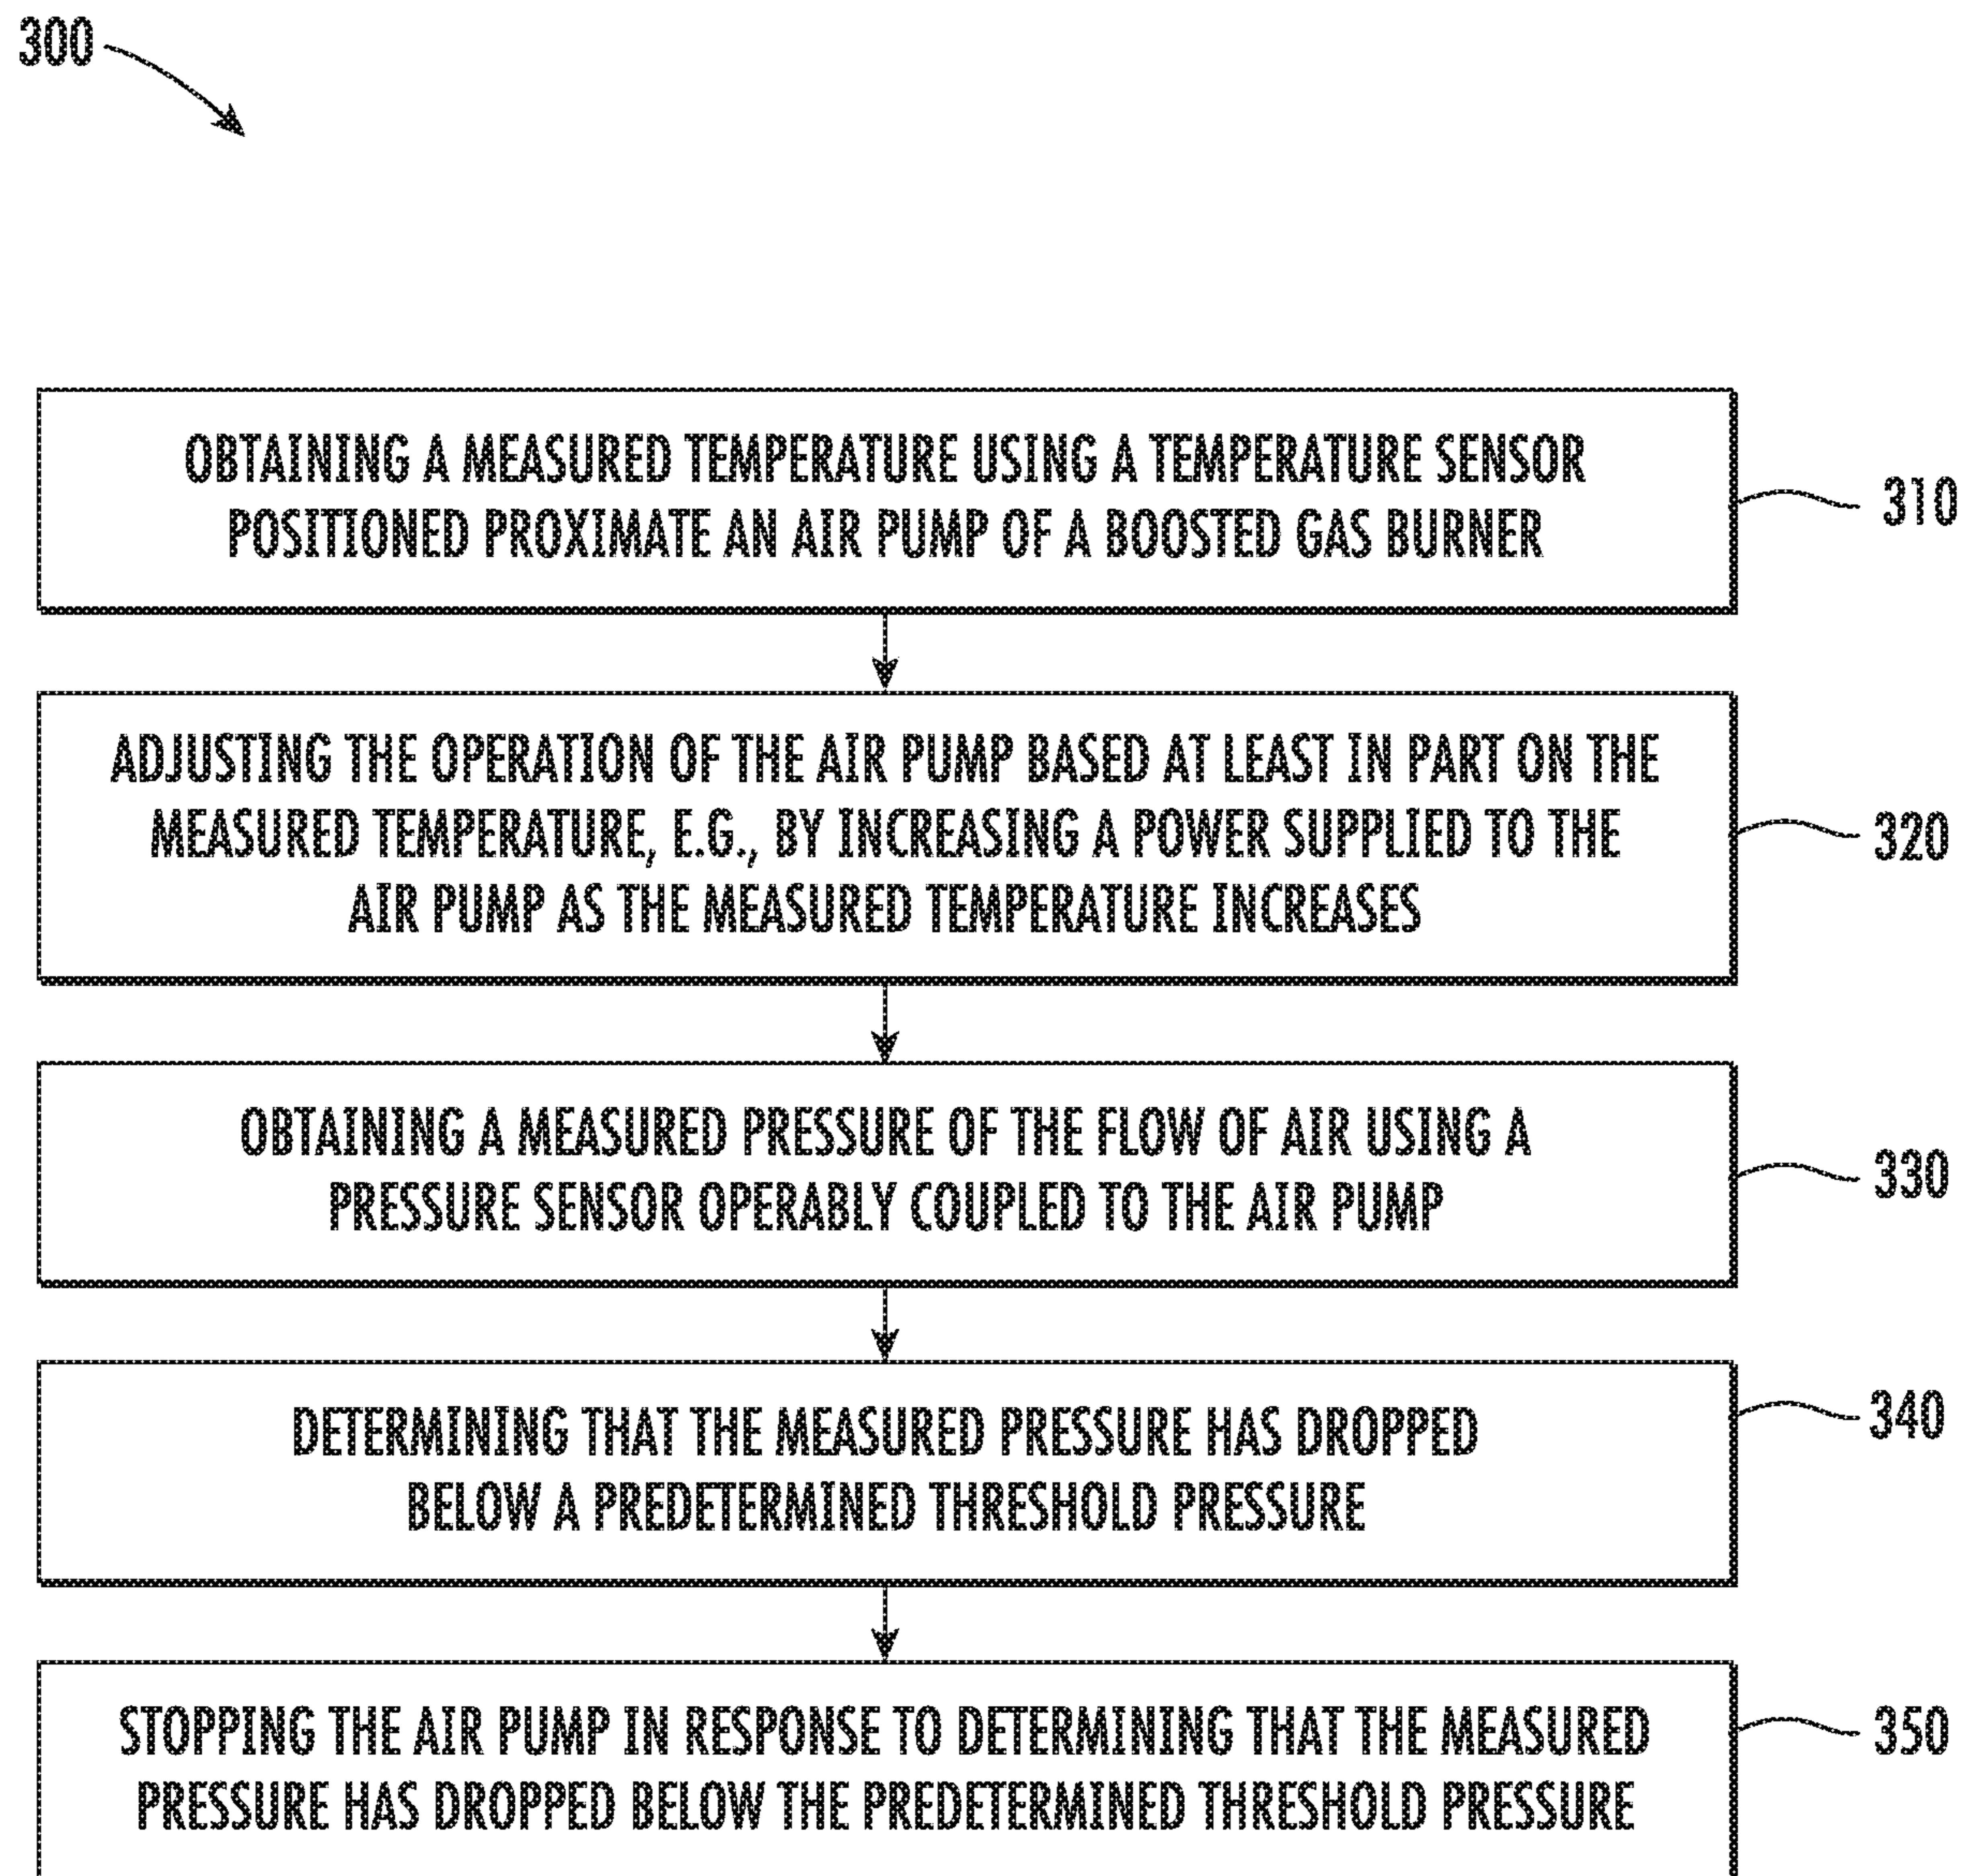 300
OBTAINING A MEASURED TEMPERATURE USING A TEMPERATURE SENSOR
POSITIONED PROXIMATE AN AIR PUMP OF A BOOSTED GAS BURNER
310
ADJUSTING THE OPERATION OF THE AIR PUMP BASED AT LEAST IN PART ON THE
MEASURED TEMPERATURE, E.G., BY INCREASING A POWER SUPPLIED TO THE
AIR PUMP AS THE MEASURED TEMPERATURE INCREASES
320
OBTAINING A MEASURED PRESSURE OF THE FLOW OF AIR USING A
PRESSURE SENSOR OPERABLY COUPLED TO THE AIR PUMP
330
DETERMINING THAT THE MEASURED PRESSURE HAS DROPPED
BELOW A PREDETERMINED THRESHOLD PRESSURE
340
STOPPING THE AIR PUMP IN RESPONSE TO DETERMINING THAT THE MEASURED
PRESSURE HAS DROPPED BELOW THE PREDETERMINED THRESHOLD PRESSURE
350